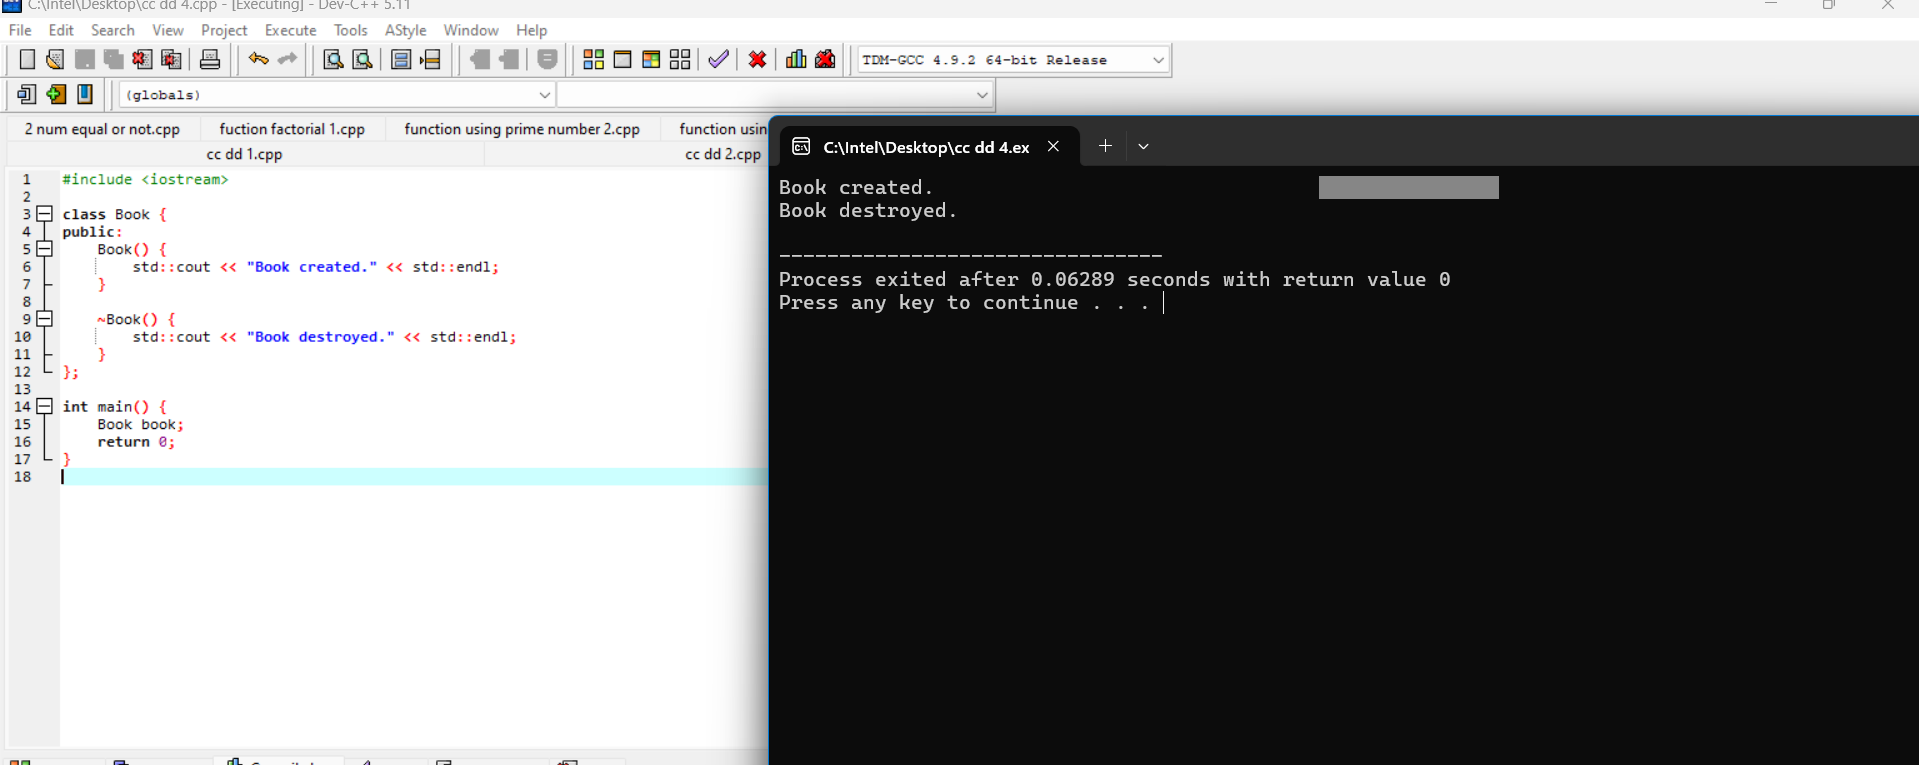 C:\Intel\Desktop\cc dd 4.cpp - [Executing] - Dev-C++ 5.11
File Edit Search View Project Execute Tools AStyle Window Help
TDM-GCC 4.9.2 64-bit Release
(globals)
2 num equal or not.cpp fuction factorial 1.cpp function using prime number 2.cpp function usin
cc dd 1.cpp cc dd 2.cpp
1 #include <iostream>
2
3 class Book {
4 public:
5 Book() {
6 std::cout << "Book created." << std::endl;
7 }
8
9 ~Book() {
10 std::cout << "Book destroyed." << std::endl;
11 }
12 };
13
14 int main() {
15 Book book;
16 return 0;
17 }
18
C:\Intel\Desktop\cc dd 4.ex
Book created.
Book destroyed.
--------------------------------
Process exited after 0.06289 seconds with return value 0
Press any key to continue . . .